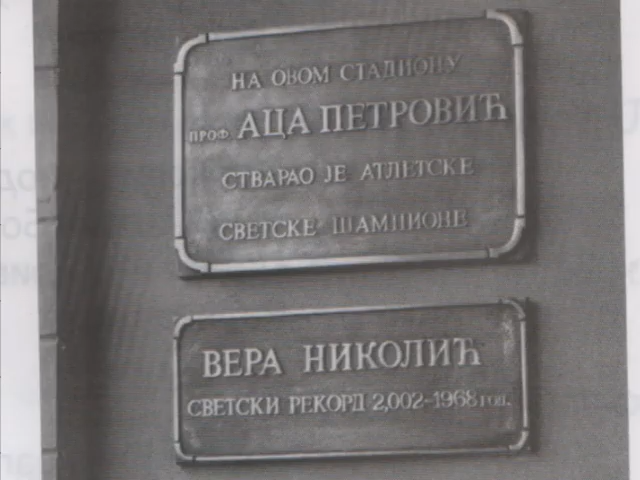 НА ОВОМ СТАДИОНУ
ПРОФ. АЦА ПЕТРОВИЋ
СТВАРАО ЈЕ АТЛЕТСКЕ
СВЕТСКЕ ШАМПИОНЕ
ВЕРА НИКОЛИЋ
СВЕТСКИ РЕКОРД 2,002-1968 ГОД.